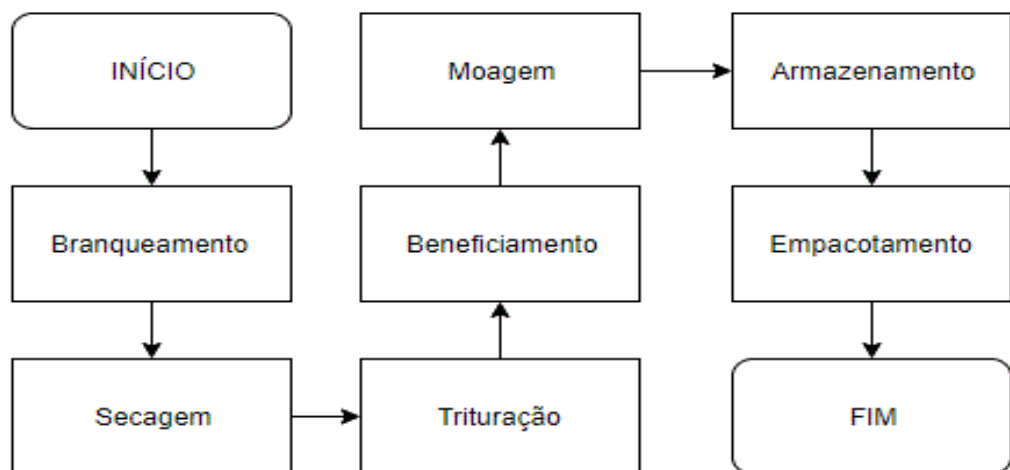 INÍCIO
Branqueamento
Secagem
Trituração
Beneficiamento
Moagem
Armazenamento
Empacotamento
FIM